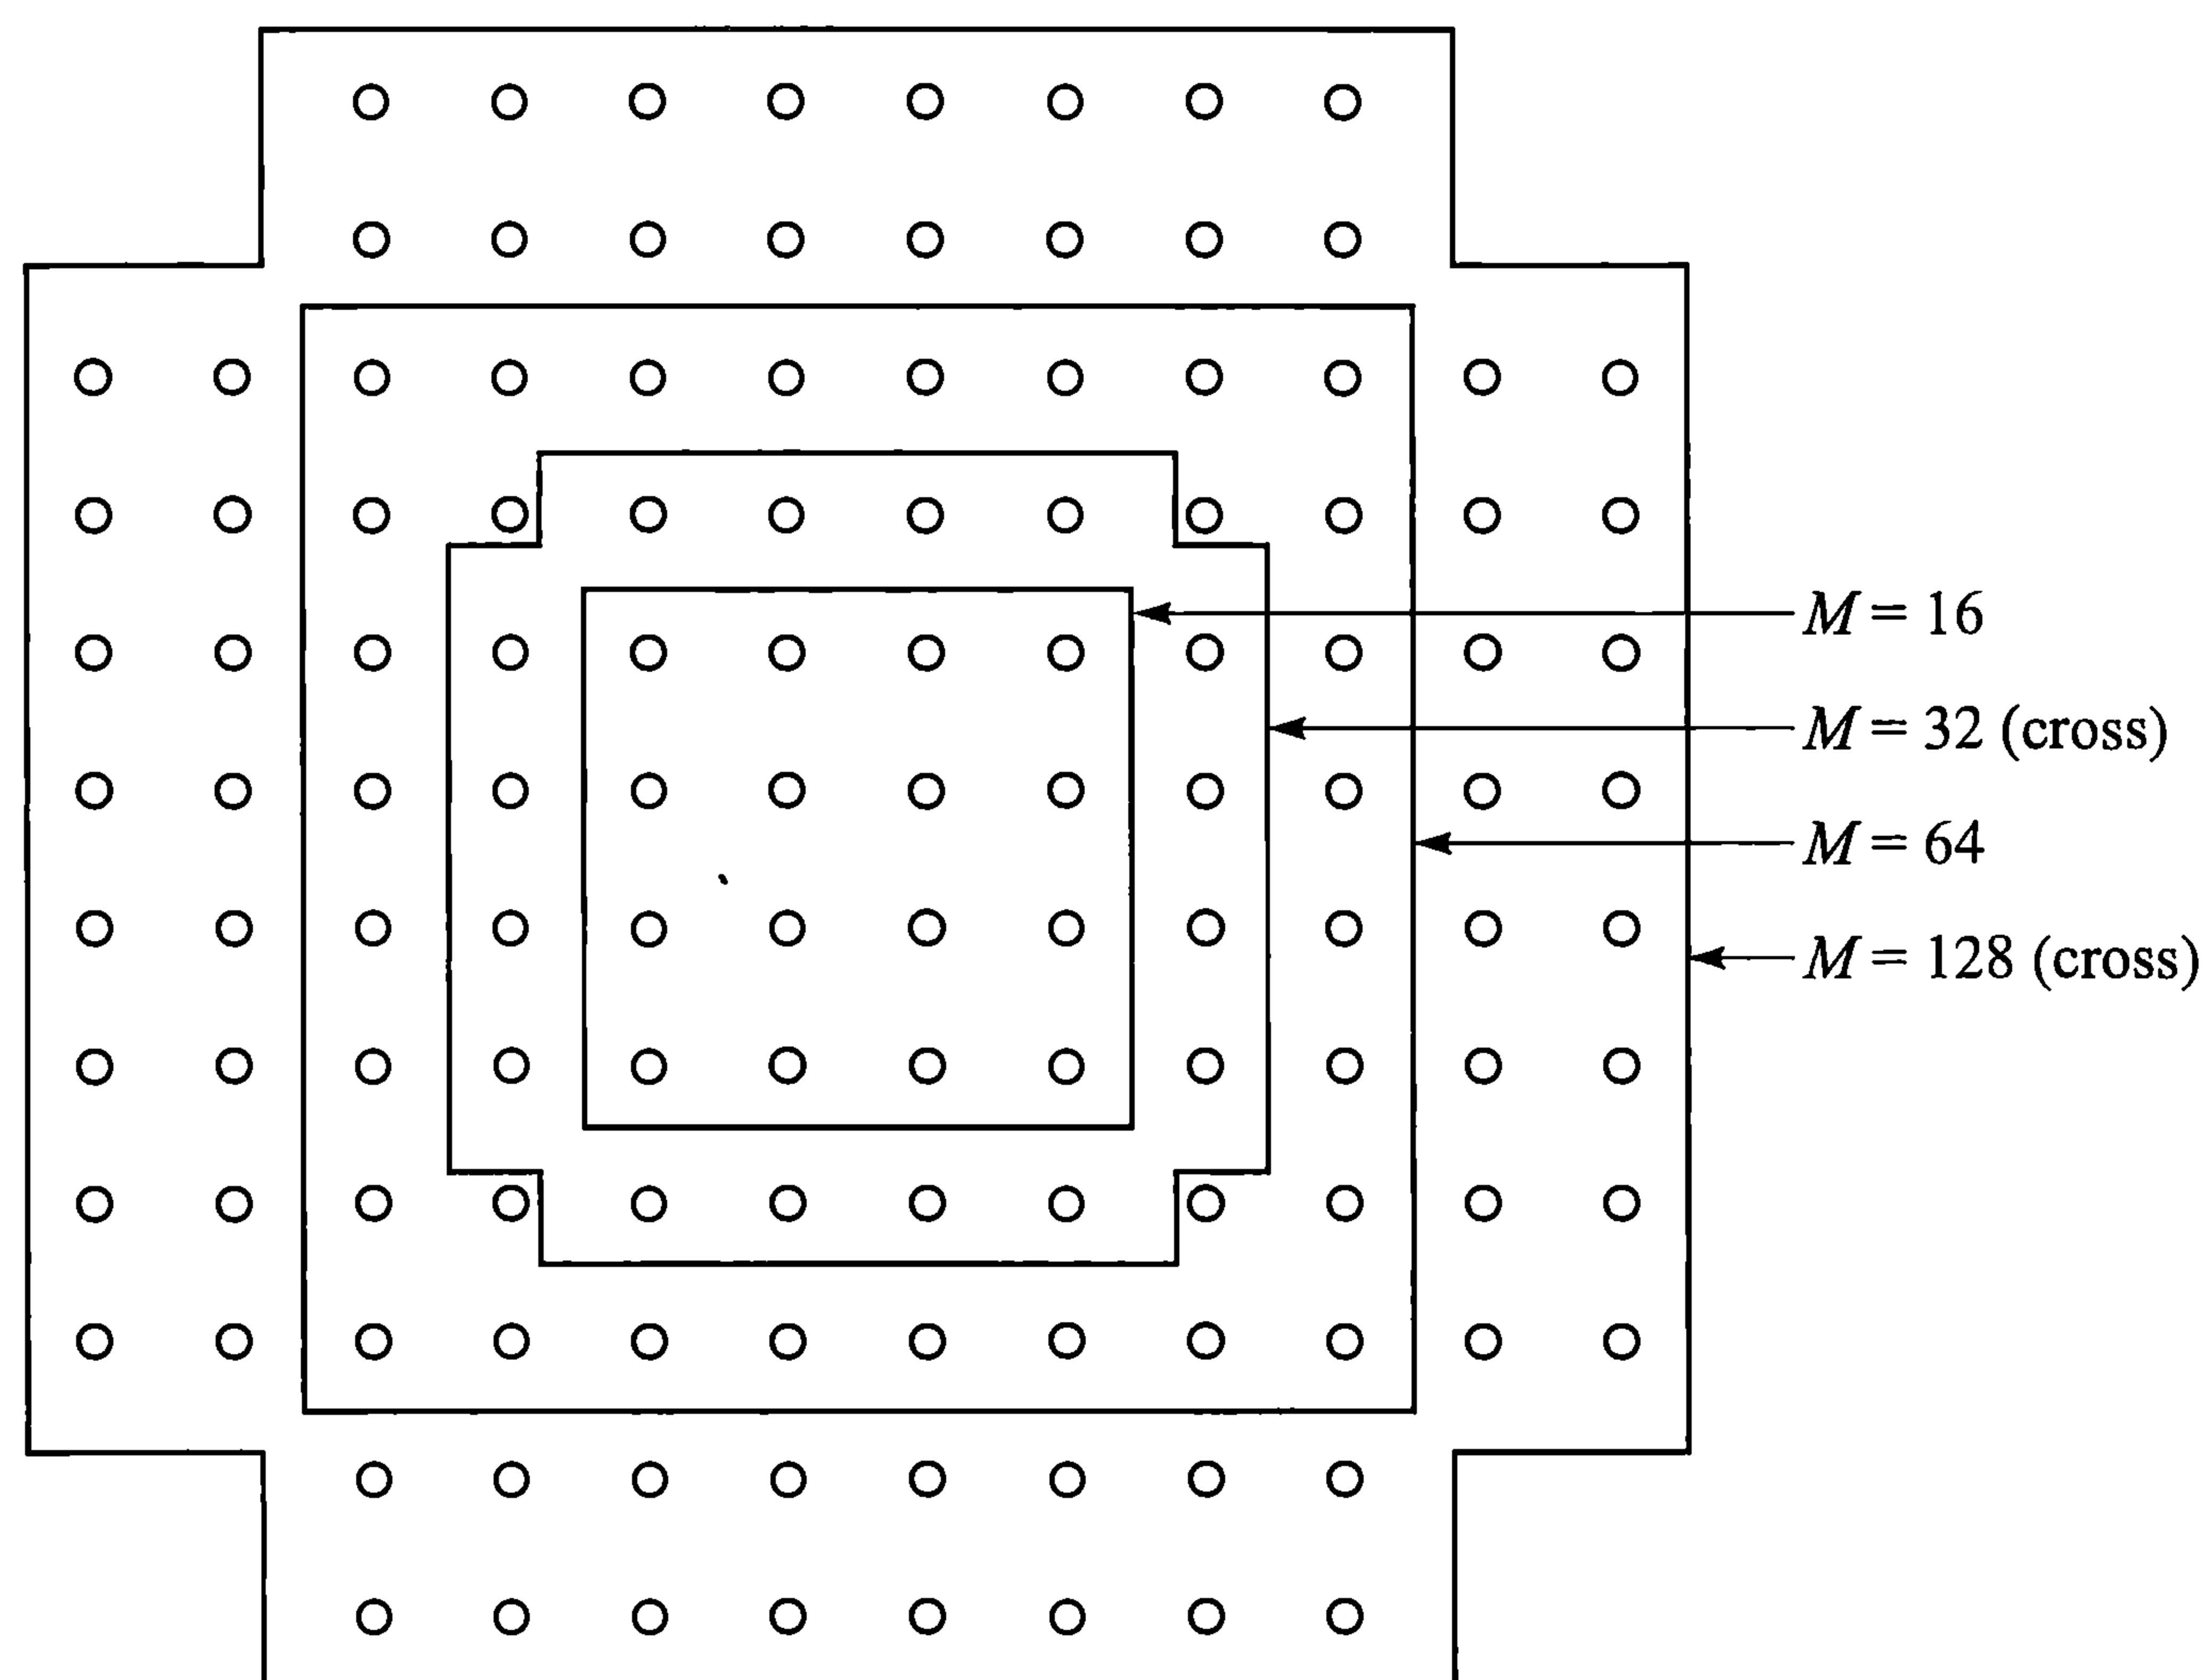 M = 16
M = 32 (cross)
M = 64
M = 128 (cross)